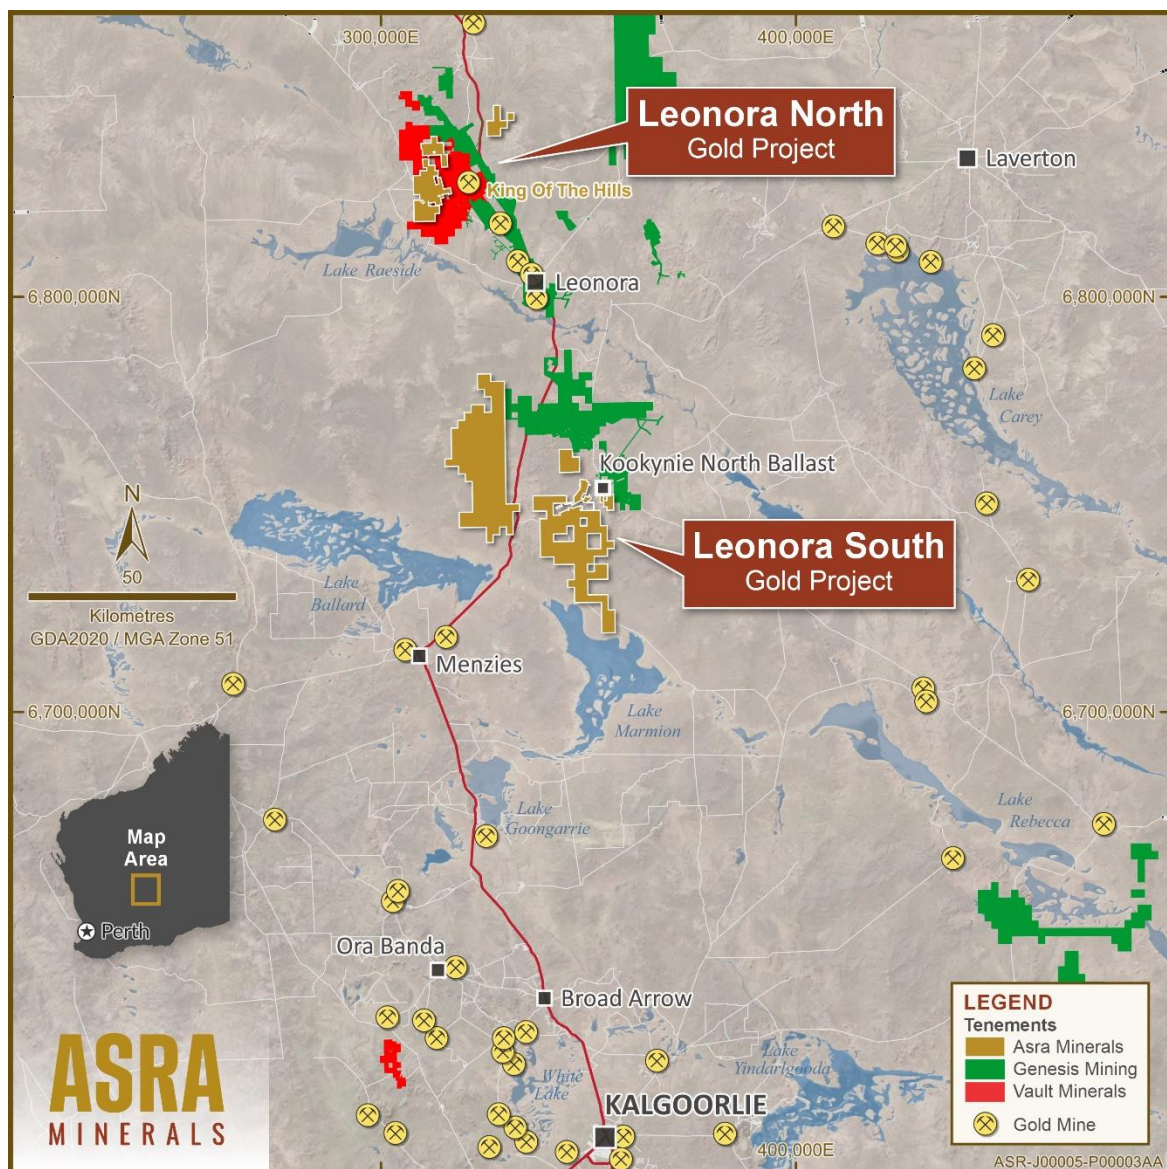 300,000E
400,000E
Leonora North
Gold Project
Laverton
King Of The Hills
Lake Raeside
Leonora
6,800,000N
6,800,000N
Lake
Carey
Kookynie North Ballast
N
50
Kilometres
GDA2020 / MGA Zone 51
Leonora South
Gold Project
Lake
Ballard
Menzies
Lake
Marmion
6,700,000N
6,700,000N
Lake
Goongarrie
Lake
Rebecca
Map
Area
Perth
Ora Banda
Broad Arrow
LEGEND
Tenements
Asra Minerals
Genesis Mining
Vault Minerals
Gold Mine
Lake
Yindarlgooda
White
Lake
KALGOORLIE
ASRA
MINERALS
400,000E
ASR-J00005-P00003AA